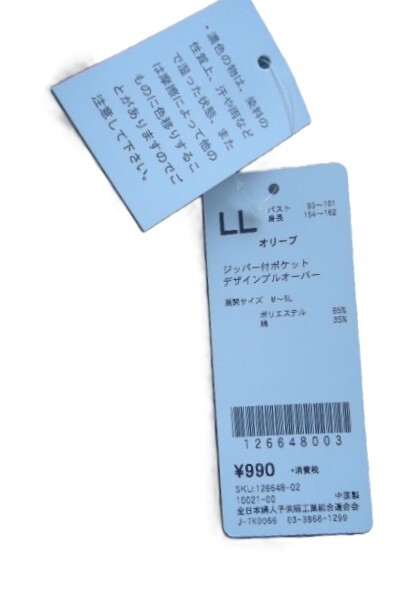 ・濃色の物は、染料の
性質上、汗や雨など
で湿った状態、また
は摩擦によって他の
ものに色移りするこ
とがありますのでご
注意して下さい。
LL
バスト 93〜101
身長 154〜162
オリーブ
ジッパー付ポケット
デザインプルオーバー
展開サイズ M〜5L
ポリエステル 65%
綿 35%
126648003
¥990 +消費税
SKU:126648-02
10021-00 中国製
全日本婦人子供服工業組合連合会
J-TK0066 03-3866-1299